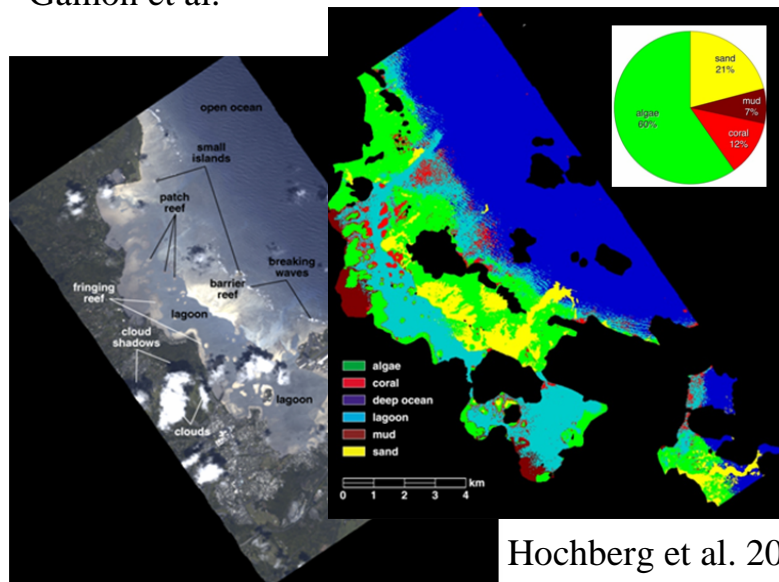 Gamon et al.
open ocean
small
islands
patch
reef
breaking
waves
barrier
reef
fringing
reef
lagoon
cloud
shadows
lagoon
clouds
sand
21%
mud
7%
algae
60%
coral
12%
algae
coral
deep ocean
lagoon
mud
sand
km
0 1 2 3 4
Hochberg et al. 20